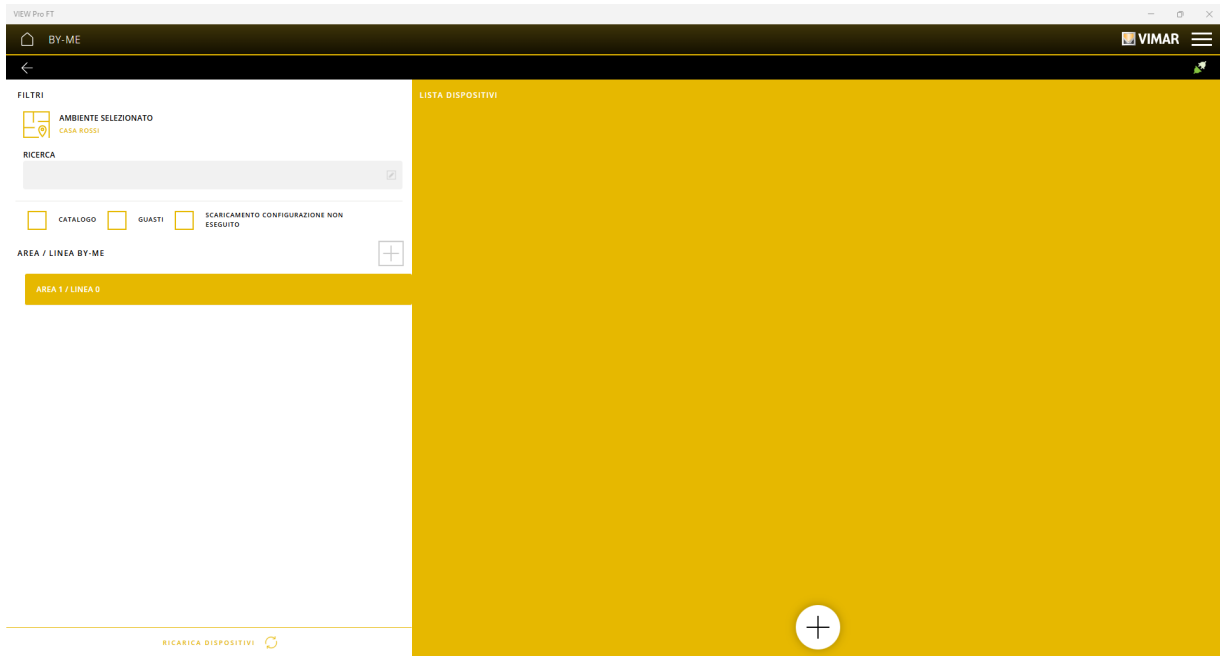 VIEW Pro FT
BY-ME
VIMAR
FILTRI
AMBIENTE SELEZIONATO
CASA ROSSI
RICERCA
CATALOGO
GUASTI
SCARICAMENTO CONFIGURAZIONE NON
ESEGUITO
AREA / LINEA BY-ME
AREA 1 / LINEA 0
RICARICA DISPOSITIVI
LISTA DISPOSITIVI